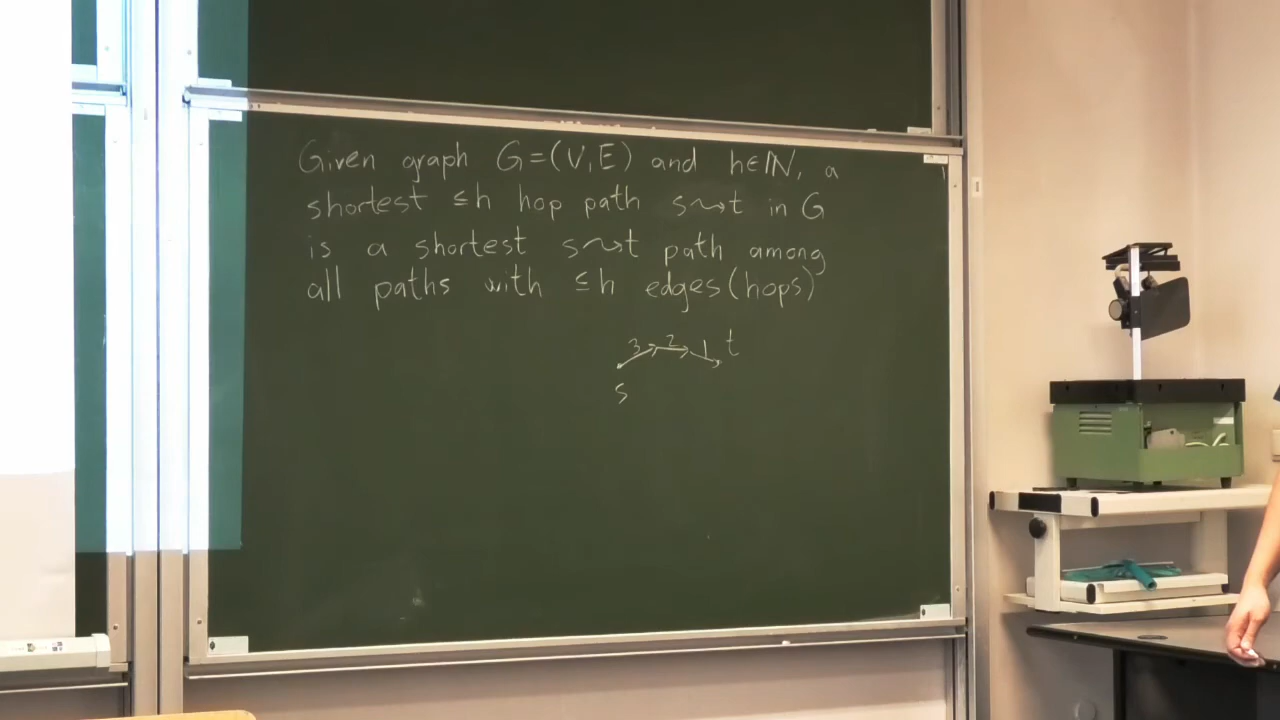 Given graph G=(V,E) and h∈ℕ, a
shortest ≤h hop path s⇝t in G
is a shortest s⇝t path among
all paths with ≤h edges (hops)
3 2 1 t
s